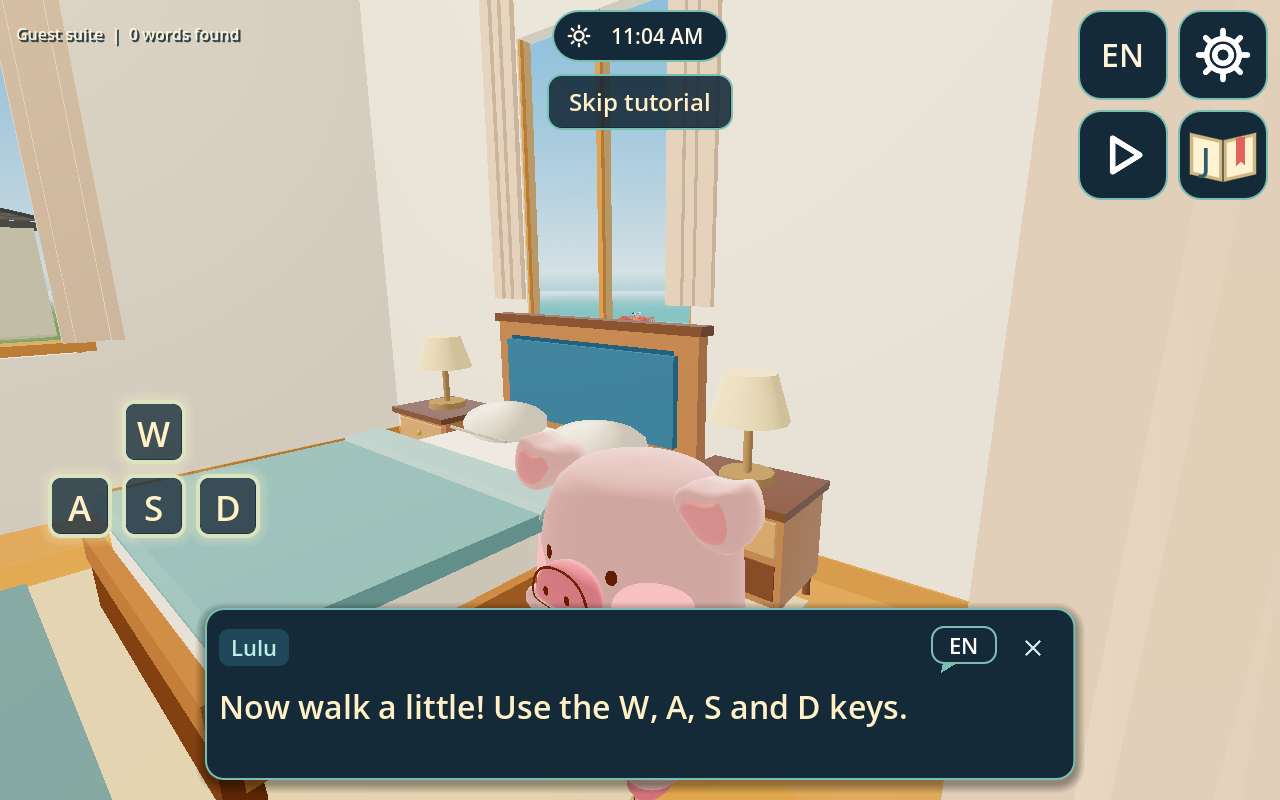 Guest suite | 0 words found
11:04 AM
Skip tutorial
EN
W
A S D
Lulu
EN
Now walk a little! Use the W, A, S and D keys.